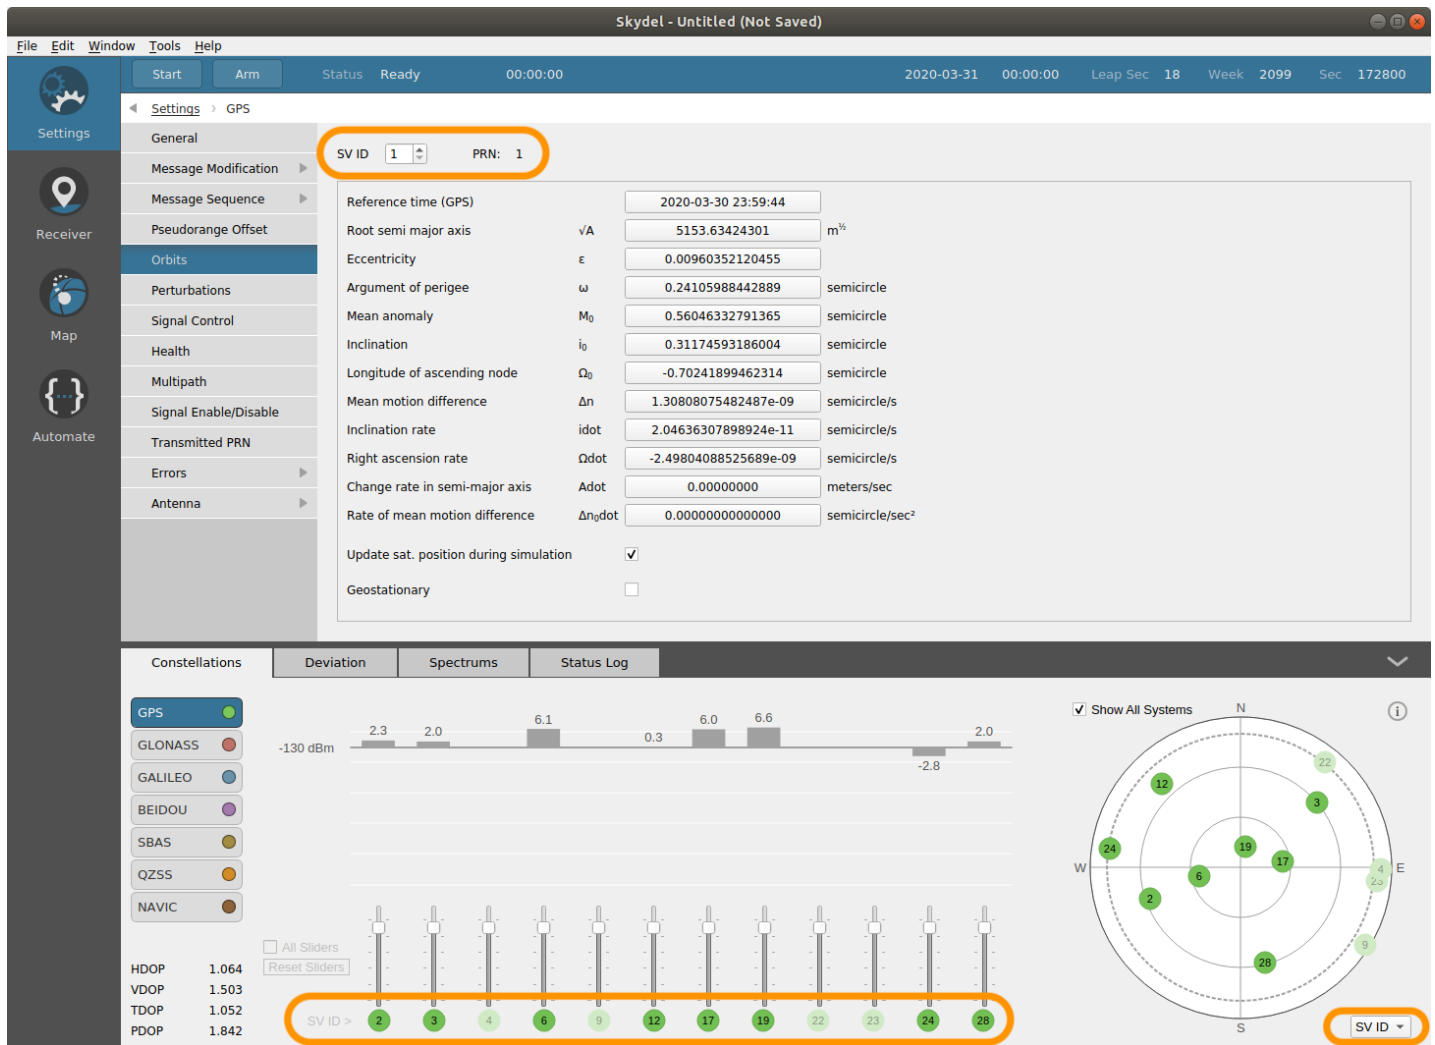 Skydel - Untitled (Not Saved)
File Edit Window Tools Help
Start Arm Status Ready 00:00:00 2020-03-31 00:00:00 Leap Sec 18 Week 2099 Sec 172800
Settings
Receiver
Map
Automate
Settings > GPS
General
Message Modification
Message Sequence
Pseudorange Offset
Orbits
Perturbations
Signal Control
Health
Multipath
Signal Enable/Disable
Transmitted PRN
Errors
Antenna
SV ID 1 PRN: 1
Reference time (GPS) 2020-03-30 23:59:44
Root semi major axis √A 5153.63424301 m½
Eccentricity ε 0.00960352120455
Argument of perigee ω 0.24105988442889 semicircle
Mean anomaly M₀ 0.56046332791365 semicircle
Inclination i₀ 0.31174593186004 semicircle
Longitude of ascending node Ω₀ -0.70241899462314 semicircle
Mean motion difference Δn 1.30808075482487e-09 semicircle/s
Inclination rate idot 2.04636307898924e-11 semicircle/s
Right ascension rate Ωdot -2.49804088525689e-09 semicircle/s
Change rate in semi-major axis Adot 0.00000000 meters/sec
Rate of mean motion difference Δn₀dot 0.00000000000000 semicircle/sec²
Update sat. position during simulation
Geostationary
Constellations Deviation Spectrums Status Log
GPS
GLONASS
GALILEO
BEIDOU
SBAS
QZSS
NAVIC
HDOP 1.064
VDOP 1.503
TDOP 1.052
PDOP 1.842
-130 dBm
2.3 2.0 6.1 0.3 6.0 6.6 -2.8 2.0
All Sliders
Reset Sliders
SV ID > 2 3 4 6 9 12 17 19 22 23 24 28
Show All Systems
N
22
12
3
24
19
17
W
4
E
6
23
2
9
28
S
SV ID